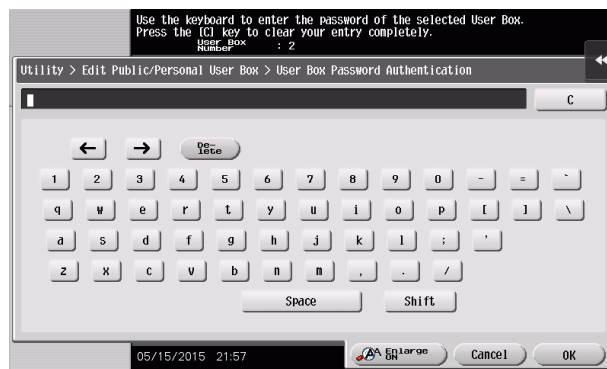 Use the keyboard to enter the password of the selected User Box.
Press the [C] key to clear your entry completely.
User Box
Number : 2
Utility > Edit Public/Personal User Box > User Box Password Authentication
C
← → De-
lete
1 2 3 4 5 6 7 8 9 0 - = `
q w e r t y u i o p [ ] \
a s d f g h j k l ; '
z x c v b n m , . /
Space Shift
05/15/2015 21:57 Enlarge
ON Cancel OK